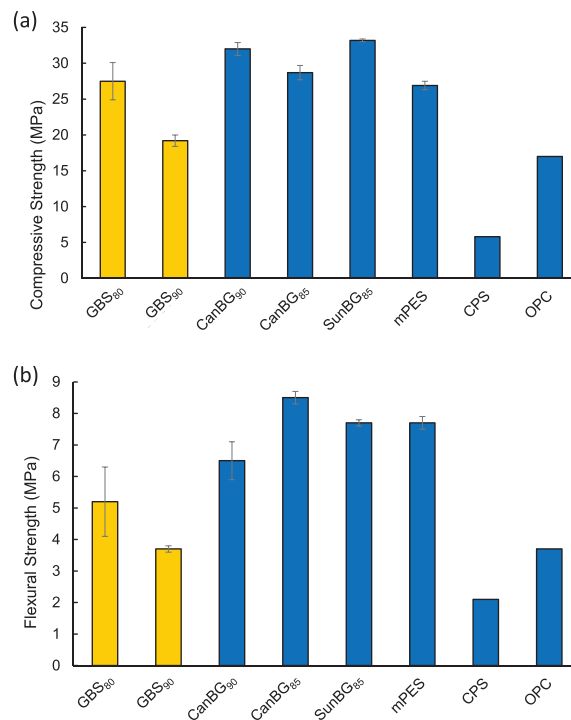 (a)
Compressive Strength (MPa)
35
30
25
20
15
10
5
0
GBS₈₀
GBS₉₀
CanBG₉₀
CanBG₈₅
SunBG₈₅
mPES
CPS
OPC
(b)
Flexural Strength (MPa)
9
8
7
6
5
4
3
2
1
0
GBS₈₀
GBS₉₀
CanBG₉₀
CanBG₈₅
SunBG₈₅
mPES
CPS
OPC